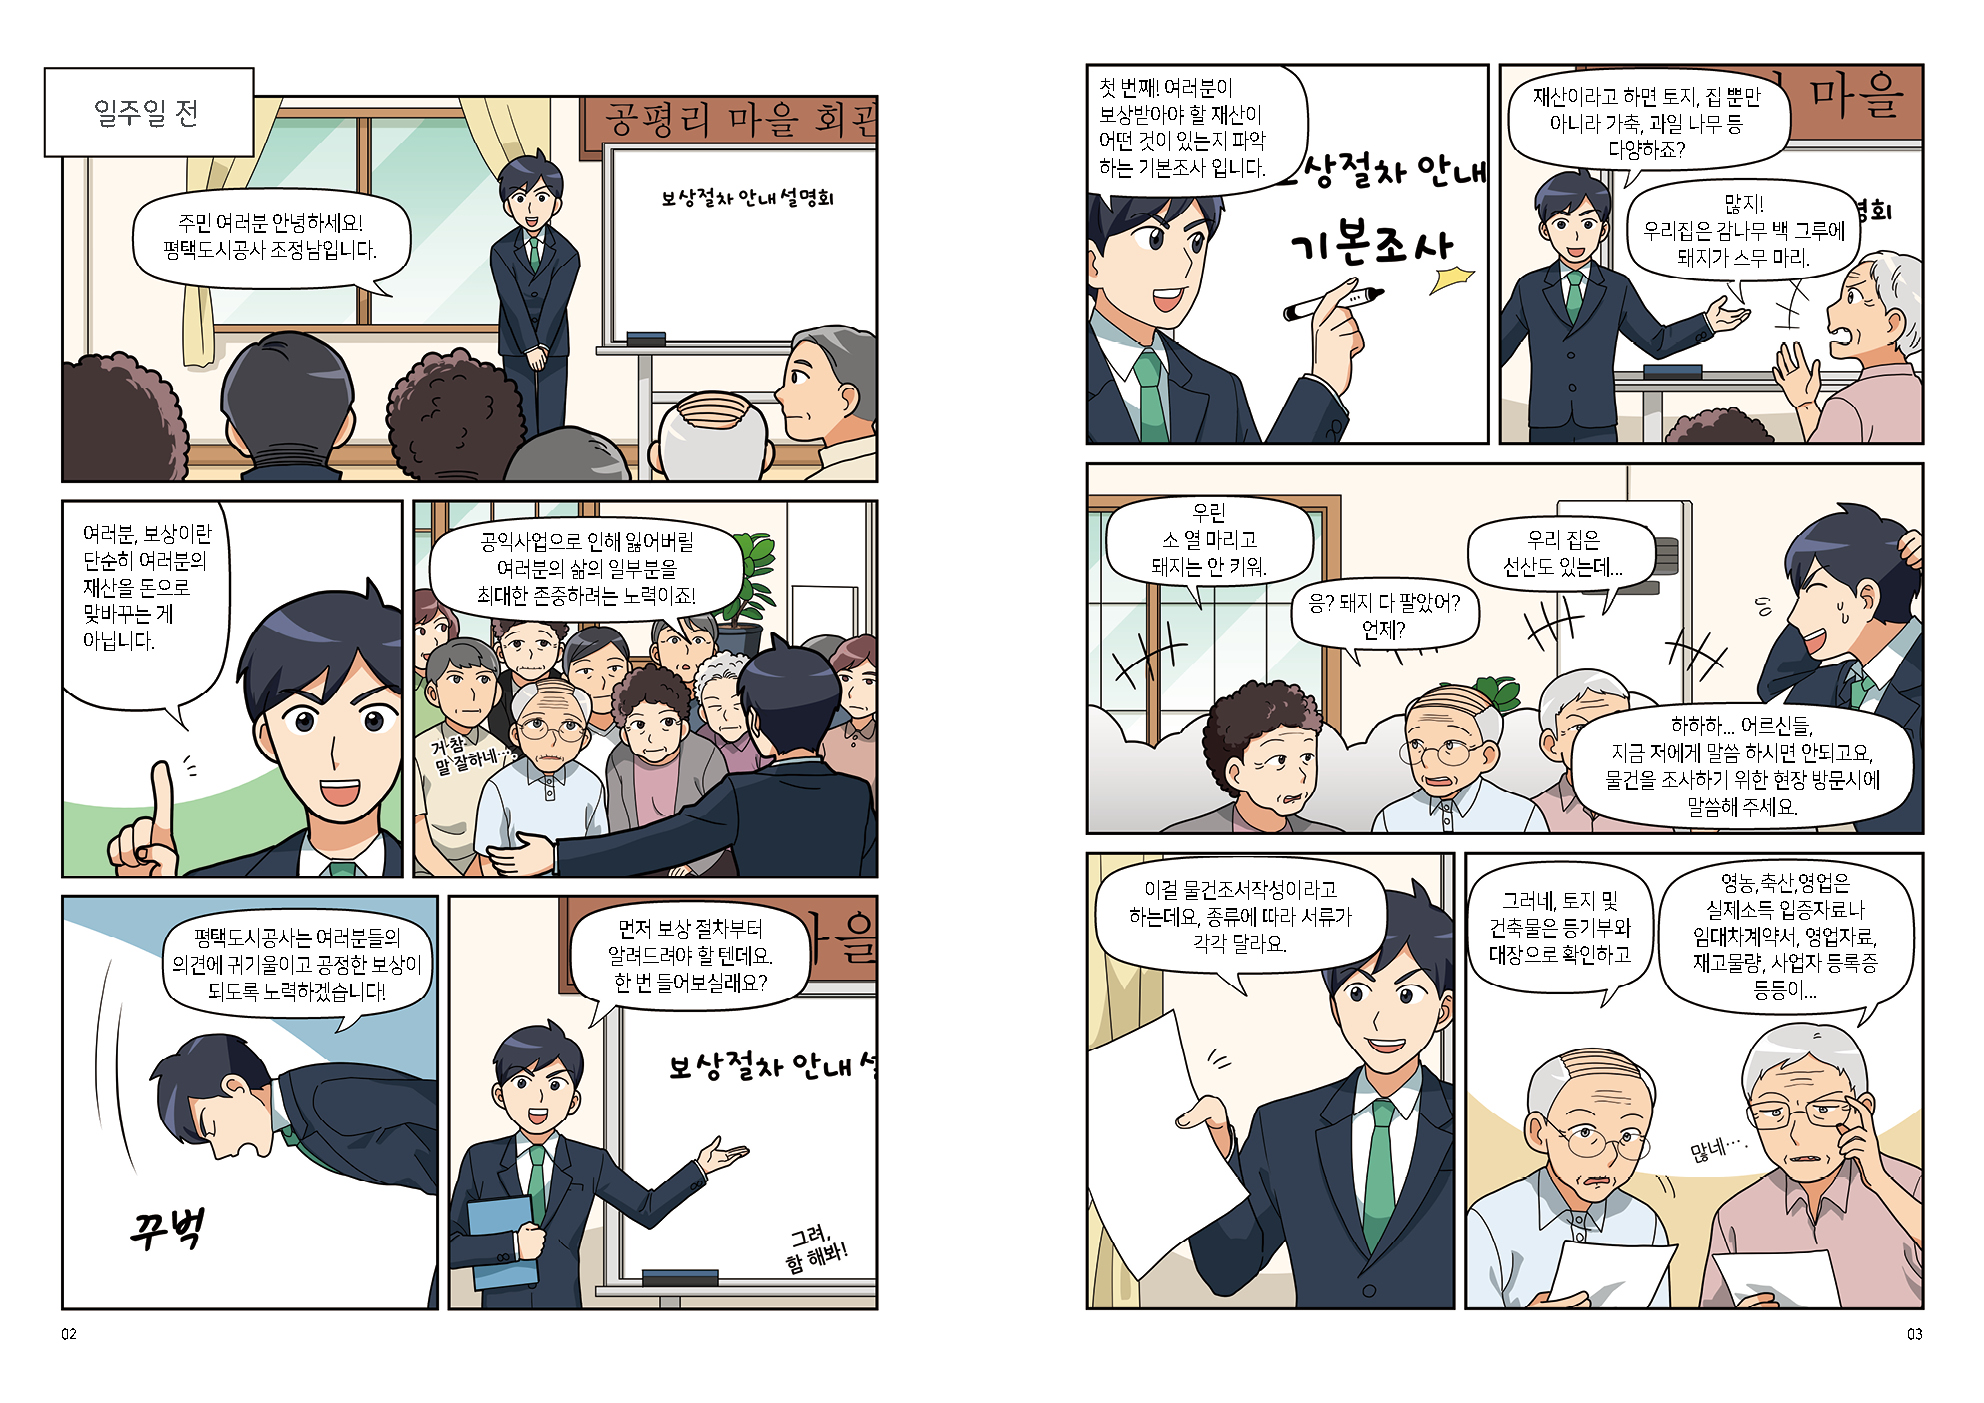 일주일 전
공평리 마을 회관
보상절차 안내 설명회
주민 여러분 안녕하세요!
평택도시공사 조정남입니다.
여러분, 보상이란
단순히 여러분의
재산을 돈으로
맞바꾸는 게
아닙니다.
공익사업으로 인해 잃어버릴
여러분의 삶의 일부분을
최대한 존중하려는 노력이죠!
거 참
말 잘하네….
평택도시공사는 여러분들의
의견에 귀기울이고 공정한 보상이
되도록 노력하겠습니다!
꾸벅
먼저 보상 절차부터
알려드려야 할 텐데요.
한 번 들어보실래요?
마을
보상절차 안내 설
그려,
함 해봐!
02
첫 번째! 여러분이
보상받아야 할 재산이
어떤 것이 있는지 파악
하는 기본조사 입니다.
보상절차 안내
기본조사
재산이라고 하면 토지, 집 뿐만
아니라 가축, 과일 나무 등
다양하죠?
리 마을
많지!
우리집은 감나무 백 그루에
돼지가 스무 마리.
명회
우린
소 열 마리고
돼지는 안 키워.
응? 돼지 다 팔았어?
언제?
우리 집은
선산도 있는데...
하하하... 어르신들,
지금 저에게 말씀 하시면 안되고요,
물건을 조사하기 위한 현장 방문시에
말씀해 주세요.
이걸 물건조서작성이라고
하는데요, 종류에 따라 서류가
각각 달라요.
그러네, 토지 및
건축물은 등기부와
대장으로 확인하고
영농,축산,영업은
실제소득 입증자료나
임대차계약서, 영업자료,
재고물량, 사업자 등록증
등등이...
많네….
03